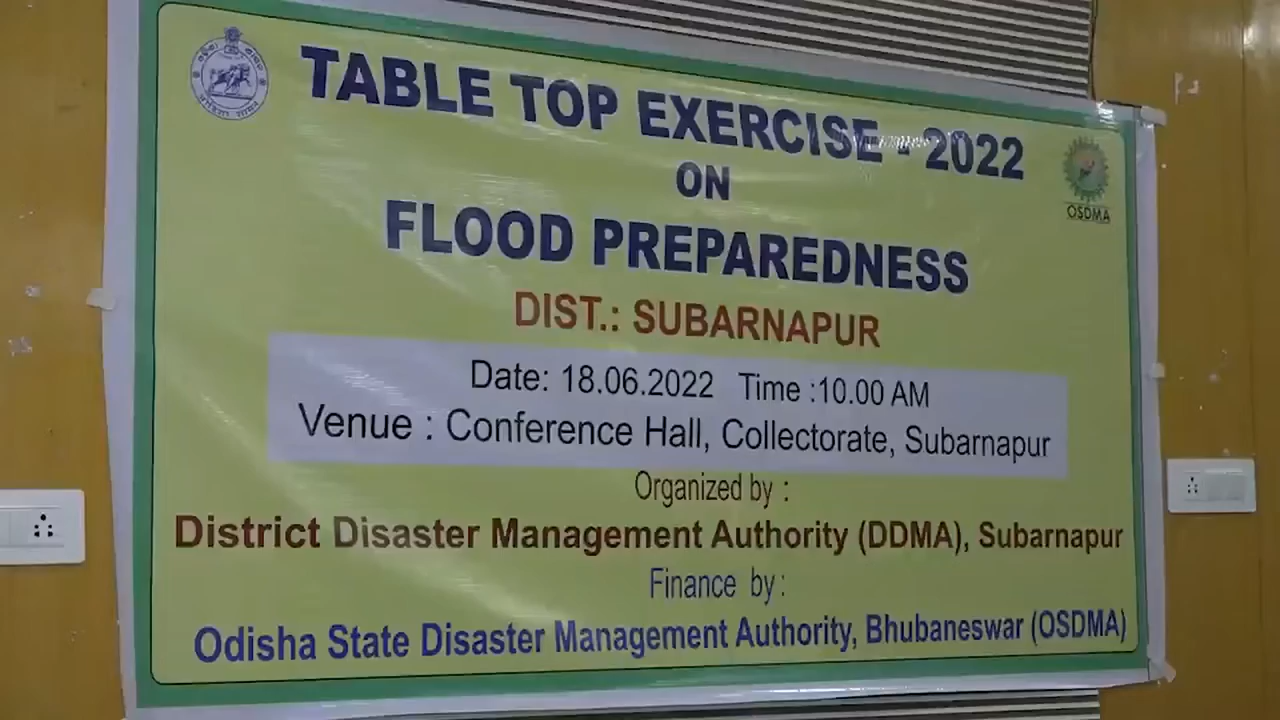 TABLE TOP EXERCISE - 2022
ON
FLOOD PREPAREDNESS
OSDMA
DIST.: SUBARNAPUR
Date: 18.06.2022 Time :10.00 AM
Venue : Conference Hall, Collectorate, Subarnapur
Organized by :
District Disaster Management Authority (DDMA), Subarnapur
Finance by :
Odisha State Disaster Management Authority, Bhubaneswar (OSDMA)